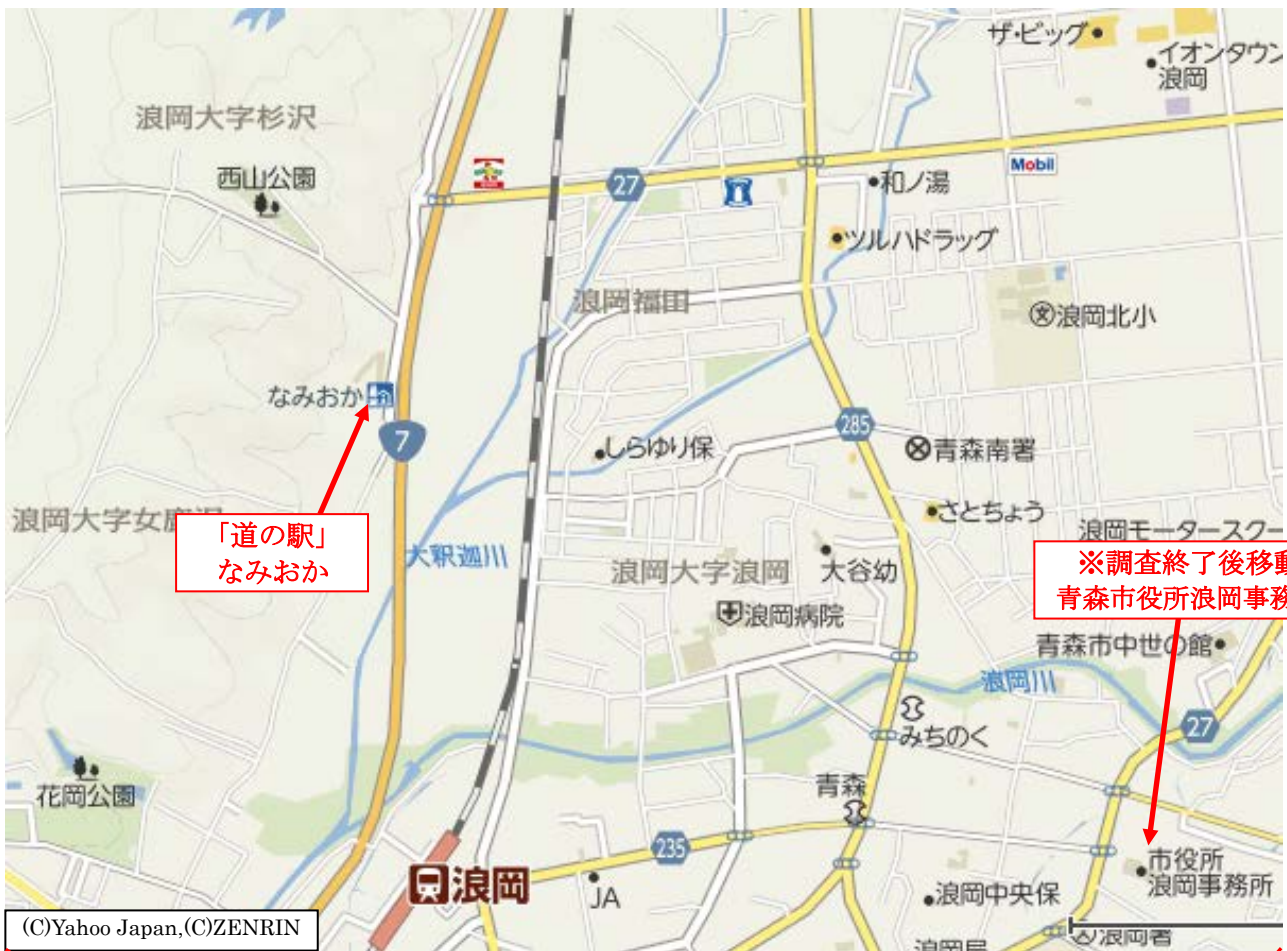 ザ・ビッグ
イオンタウン
浪岡
浪岡大字杉沢
西山公園
27
Mobil
和ノ湯
ツルハドラッグ
浪岡福田
浪岡北小
なみおか
7
285
しらゆり保
青森南署
さとちょう
浪岡大字女鹿沢
「道の駅」
なみおか
大釈迦川
浪岡モータースクー
浪岡大字浪岡
大谷幼
※調査終了後移動
青森市役所浪岡事務
浪岡病院
青森市中世の館
浪岡川
みちのく
27
花岡公園
青森
235
市役所
浪岡事務所
浪岡
JA
浪岡中央保
(C)Yahoo Japan,(C)ZENRIN
浪岡署